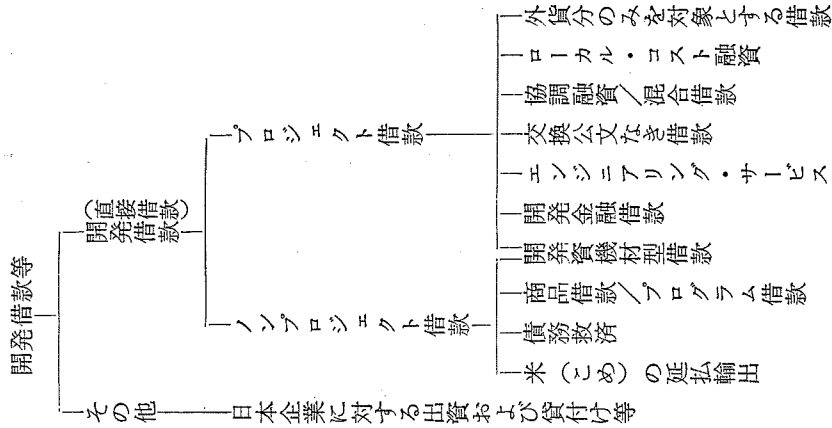 開発借款等
開発借款
(直接借款)
プロジェクト借款
外貨分のみを対象とする借款
ローカル・コスト融資
協調融資/混合借款
交換公文なき借款
エンジニアリング・サービス
開発金融借款
開発資機材型借款
ノンプロジェクト借款
商品借款/プログラム借款
債務救済
米(こめ)の延払輸出
その他
日本企業に対する出資および貸付け等